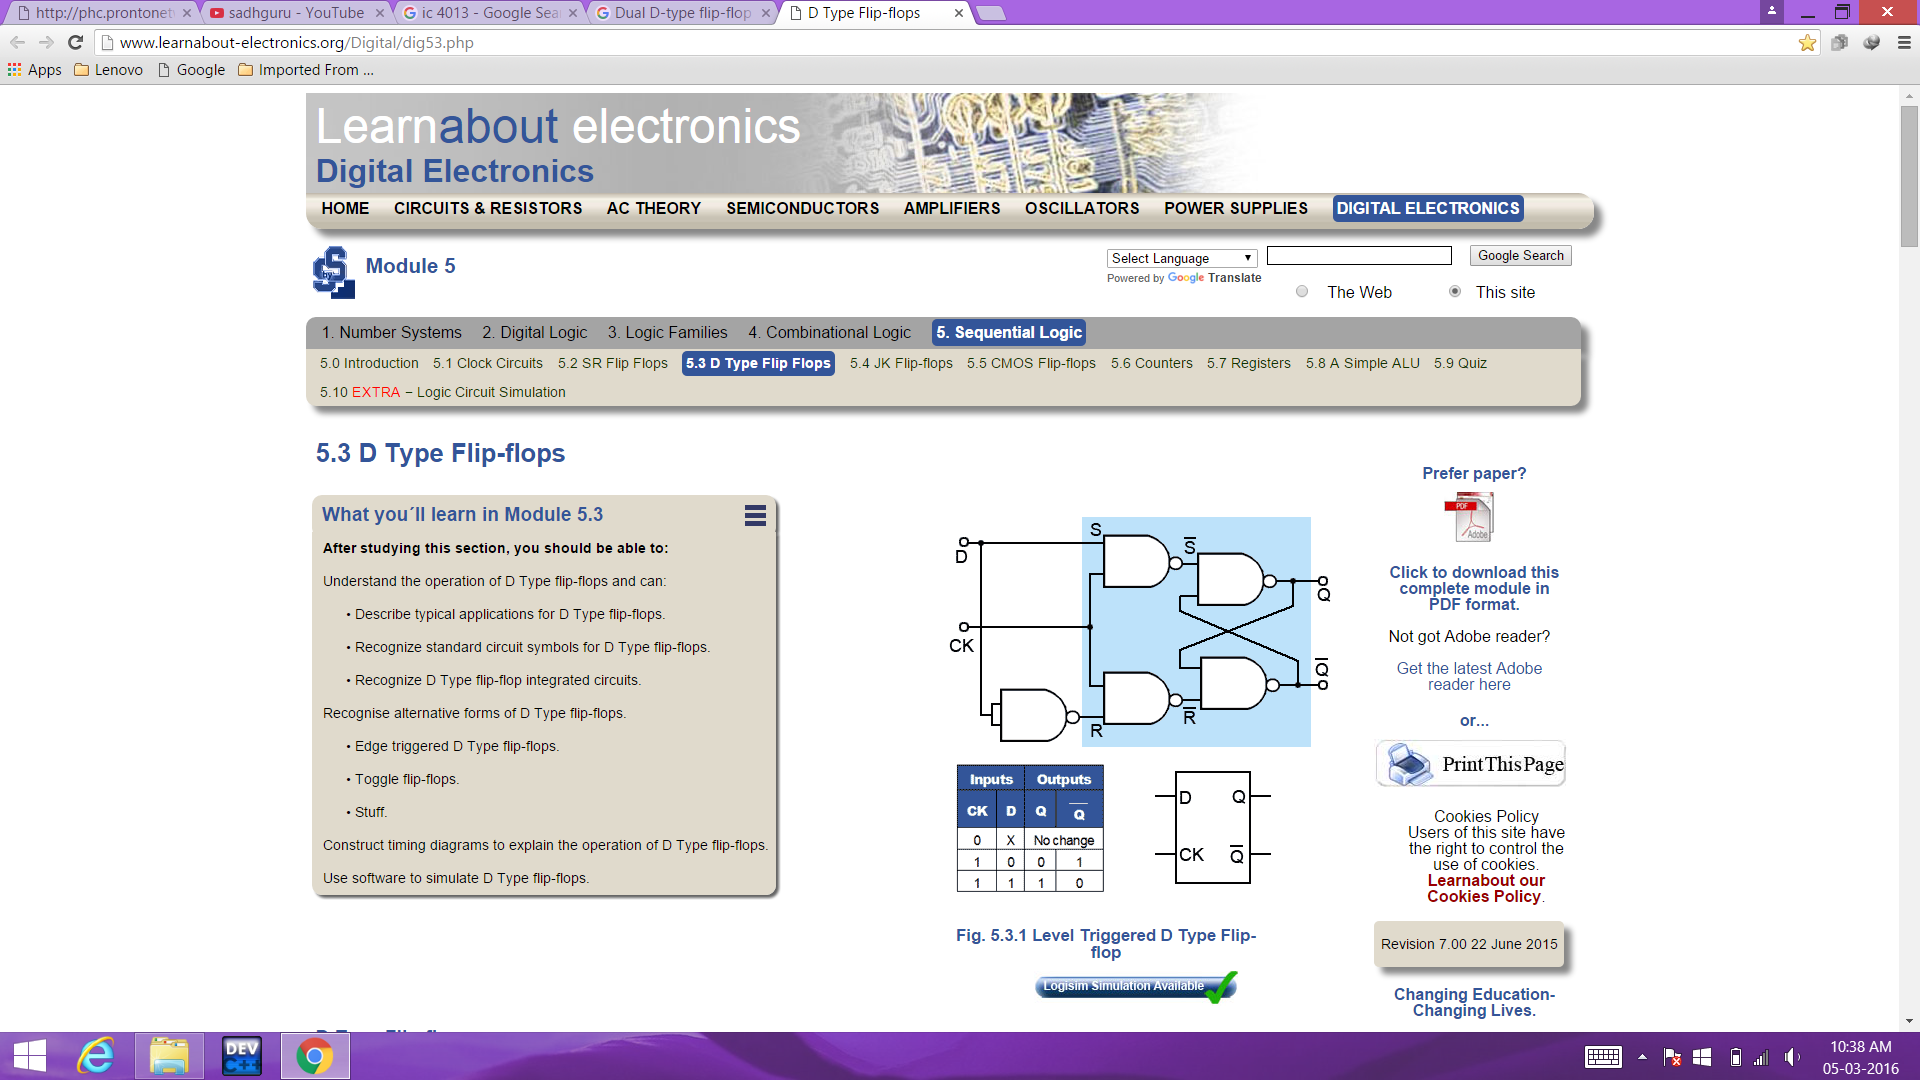 http://phc.prontonet
sadhguru - YouTube
ic 4013 - Google Sea
Dual D-type flip-flop
D Type Flip-flops
www.learnabout-electronics.org/Digital/dig53.php
Apps Lenovo Google Imported From ...
Learnabout electronics
Digital Electronics
HOME CIRCUITS & RESISTORS AC THEORY SEMICONDUCTORS AMPLIFIERS OSCILLATORS POWER SUPPLIES DIGITAL ELECTRONICS
Module 5
Select Language
Google Search
Powered by Google Translate
The Web This site
1. Number Systems 2. Digital Logic 3. Logic Families 4. Combinational Logic 5. Sequential Logic
5.0 Introduction 5.1 Clock Circuits 5.2 SR Flip Flops 5.3 D Type Flip Flops 5.4 JK Flip-flops 5.5 CMOS Flip-flops 5.6 Counters 5.7 Registers 5.8 A Simple ALU 5.9 Quiz
5.10 EXTRA – Logic Circuit Simulation
5.3 D Type Flip-flops
What you´ll learn in Module 5.3
After studying this section, you should be able to:
Understand the operation of D Type flip-flops and can:
• Describe typical applications for D Type flip-flops.
• Recognize standard circuit symbols for D Type flip-flops.
• Recognize D Type flip-flop integrated circuits.
Recognise alternative forms of D Type flip-flops.
• Edge triggered D Type flip-flops.
• Toggle flip-flops.
• Stuff.
Construct timing diagrams to explain the operation of D Type flip-flops.
Use software to simulate D Type flip-flops.
D
S
S̅
Q
CK
Q̅
R
R̅
Inputs Outputs
CK D Q Q̅
0 X No change
1 0 0 1
1 1 1 0
D Q
CK Q̅
Fig. 5.3.1 Level Triggered D Type Flip-
flop
Logisim Simulation Available
Prefer paper?
PDF
Adobe
Click to download this
complete module in
PDF format.
Not got Adobe reader?
Get the latest Adobe
reader here
or...
Print This Page
Cookies Policy
Users of this site have
the right to control the
use of cookies.
Learnabout our
Cookies Policy.
Revision 7.00 22 June 2015
Changing Education-
Changing Lives.
DEV
C++
10:38 AM
05-03-2016